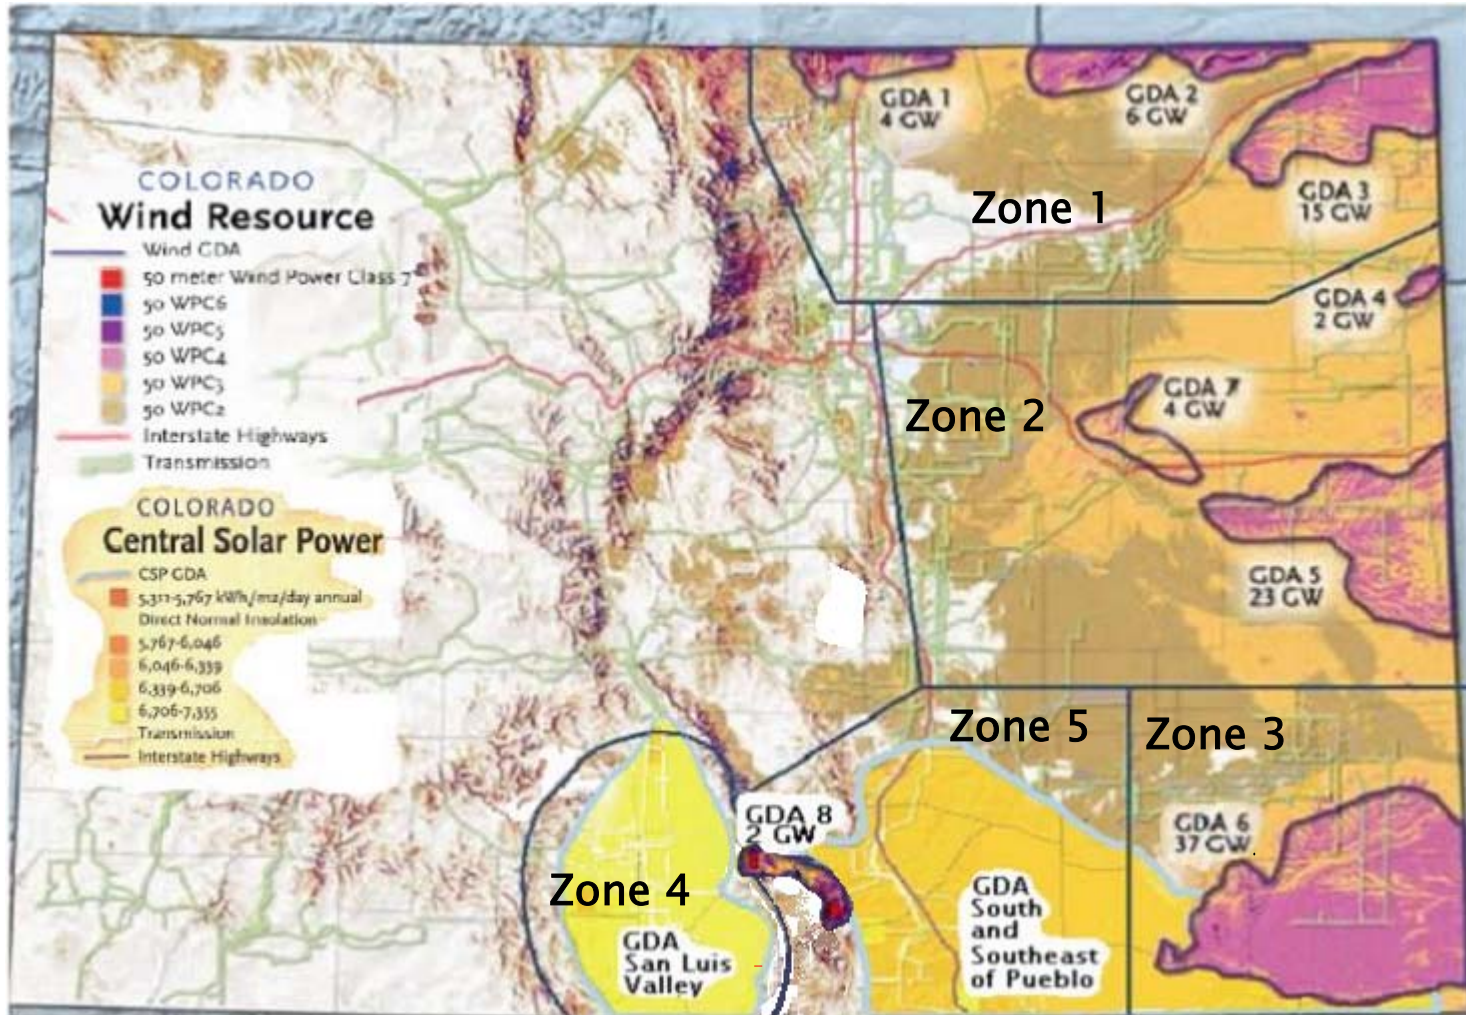 COLORADO
Wind Resource
Wind GDA
50 meter Wind Power Class 7
50 WPC6
50 WPC5
50 WPC4
50 WPC3
50 WPC2
Interstate Highways
Transmission
COLORADO
Central Solar Power
CSP GDA
5,311-5,767 kWh/m2/day annual
Direct Normal Insolation
5,767-6,046
6,046-6,339
6,339-6,706
6,706-7,355
Transmission
Interstate Highways
GDA 1
4 GW
GDA 2
6 GW
GDA 3
15 GW
Zone 1
GDA 4
2 GW
Zone 2
GDA 7
4 GW
GDA 5
23 GW
Zone 5
Zone 3
GDA 8
2 GW
GDA 6
37 GW
Zone 4
GDA
San Luis
Valley
GDA
South
and
Southeast
of Pueblo